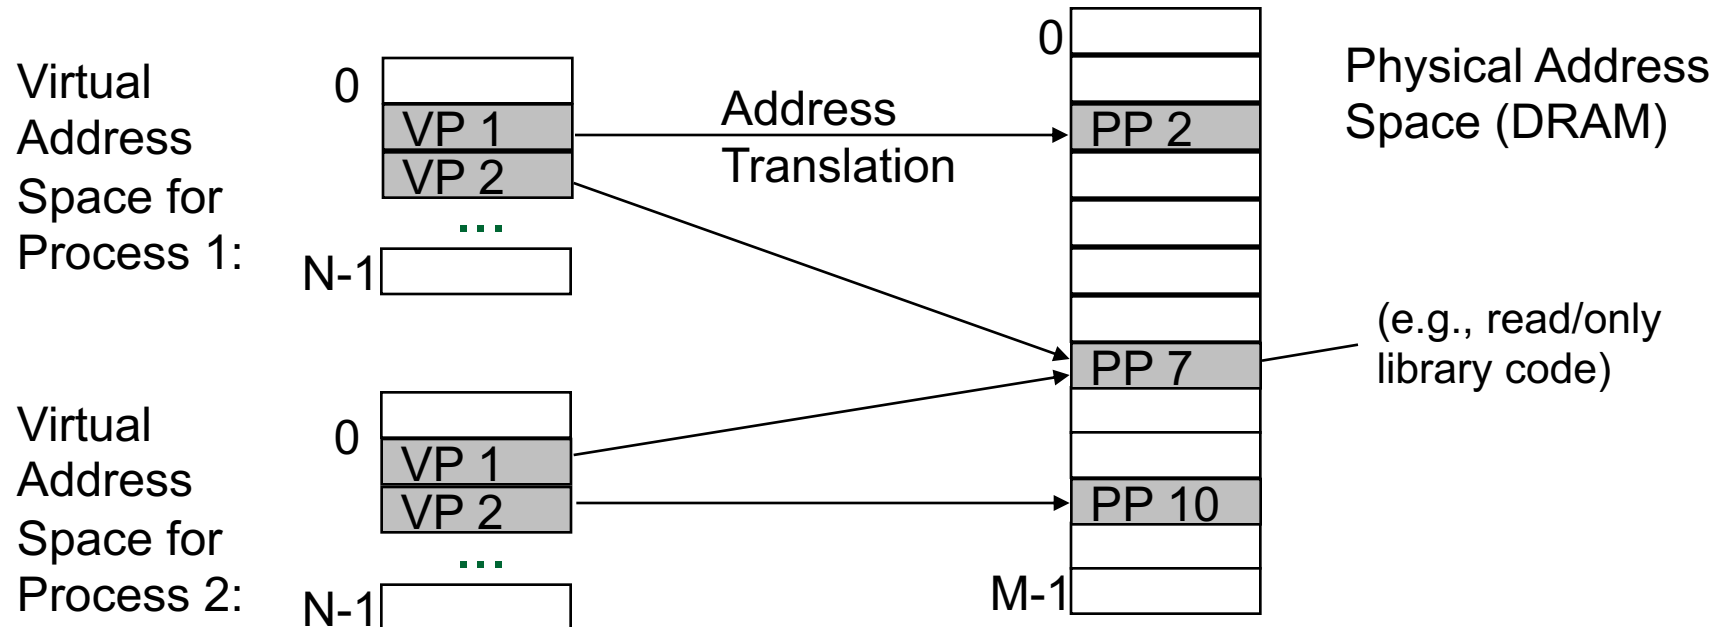 Virtual
Address
Space for
Process 1:
0
VP 1
VP 2
...
N-1
Address
Translation
0
PP 2
PP 7
PP 10
M-1
Physical Address
Space (DRAM)
(e.g., read/only
library code)
Virtual
Address
Space for
Process 2:
0
VP 1
VP 2
...
N-1